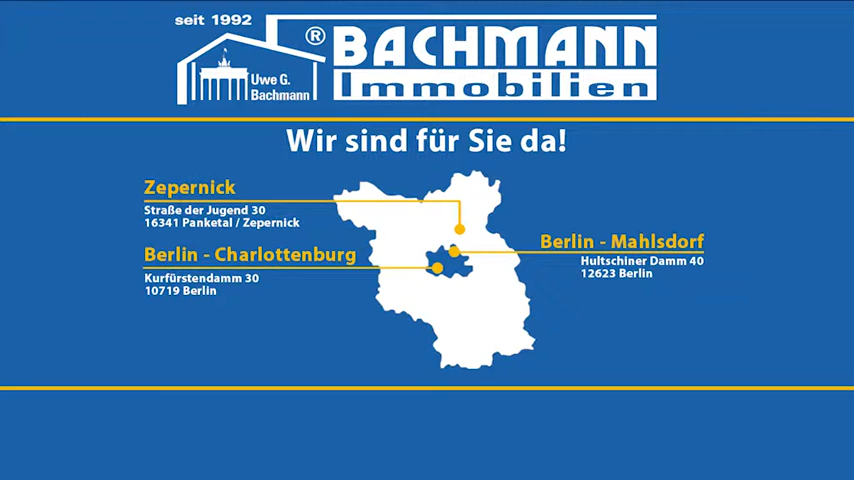 seit 1992
®
BACHMANN
Immobilien
Uwe G.
Bachmann
Wir sind für Sie da!
Zepernick
Straße der Jugend 30
16341 Panketal / Zepernick
Berlin - Charlottenburg
Kurfürstendamm 30
10719 Berlin
Berlin - Mahlsdorf
Hultschiner Damm 40
12623 Berlin